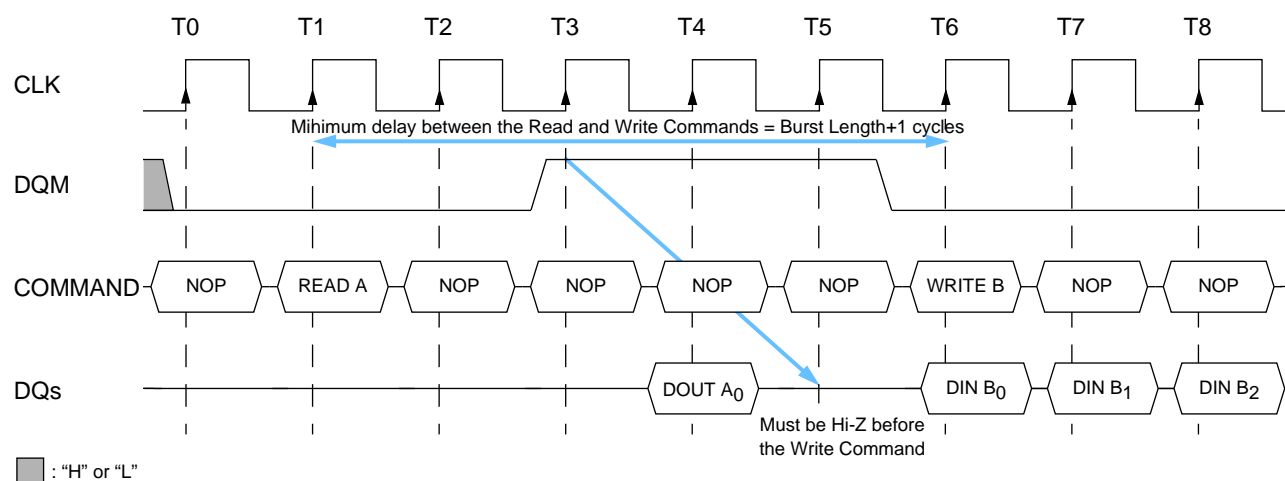 T0 T1 T2 T3 T4 T5 T6 T7 T8
CLK
Minimum delay between the Read and Write Commands = Burst Length+1 cycles
DQM
COMMAND NOP READ A NOP NOP NOP NOP WRITE B NOP NOP
DQs DOUT A0 DIN B0 DIN B1 DIN B2
Must be Hi-Z before
the Write Command
: “H” or “L”